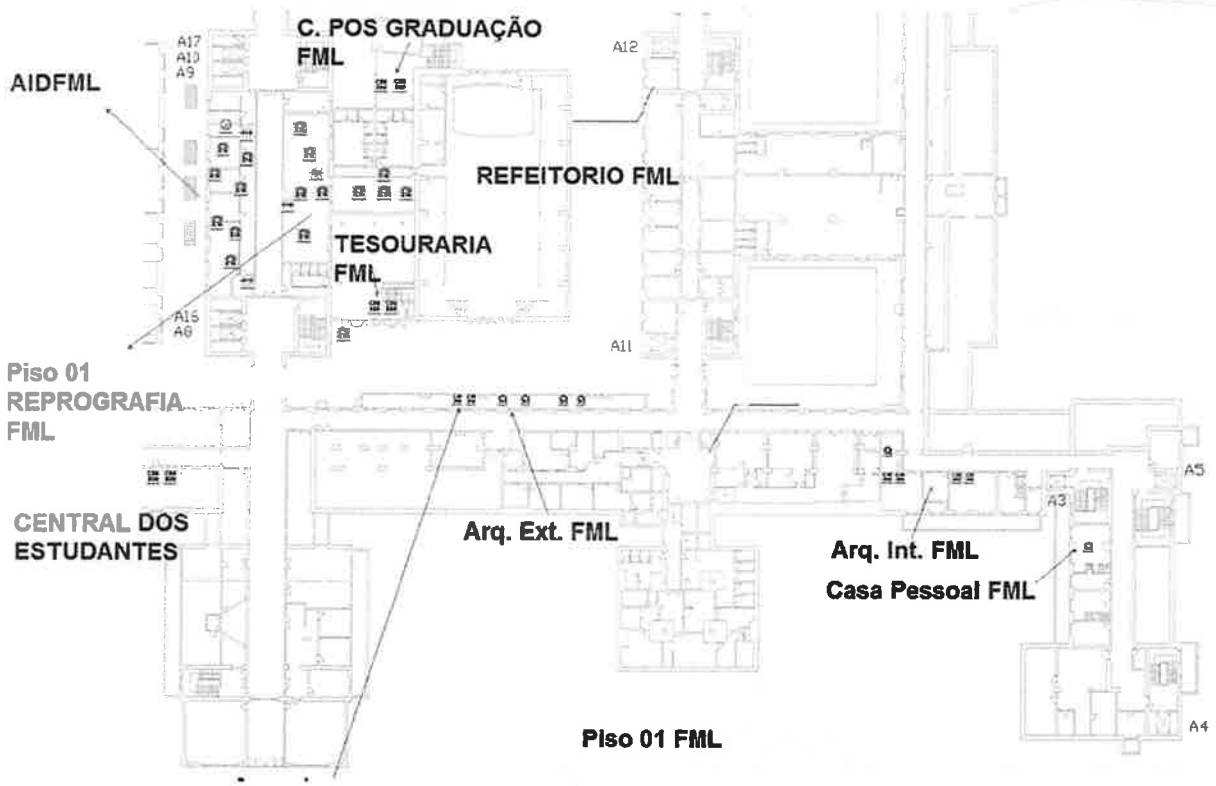 C. POS GRADUAÇÃO
FML
A17
A10
A9
A12
AIDFML
REFEITORIO FML
TESOURARIA
FML
A16
A8
A11
Piso 01
REPROGRAFIA
FML
CENTRAL DOS
ESTUDANTES
Arq. Ext. FML
Arq. Int. FML
Casa Pessoal FML
A3
A5
A4
Piso 01 FML